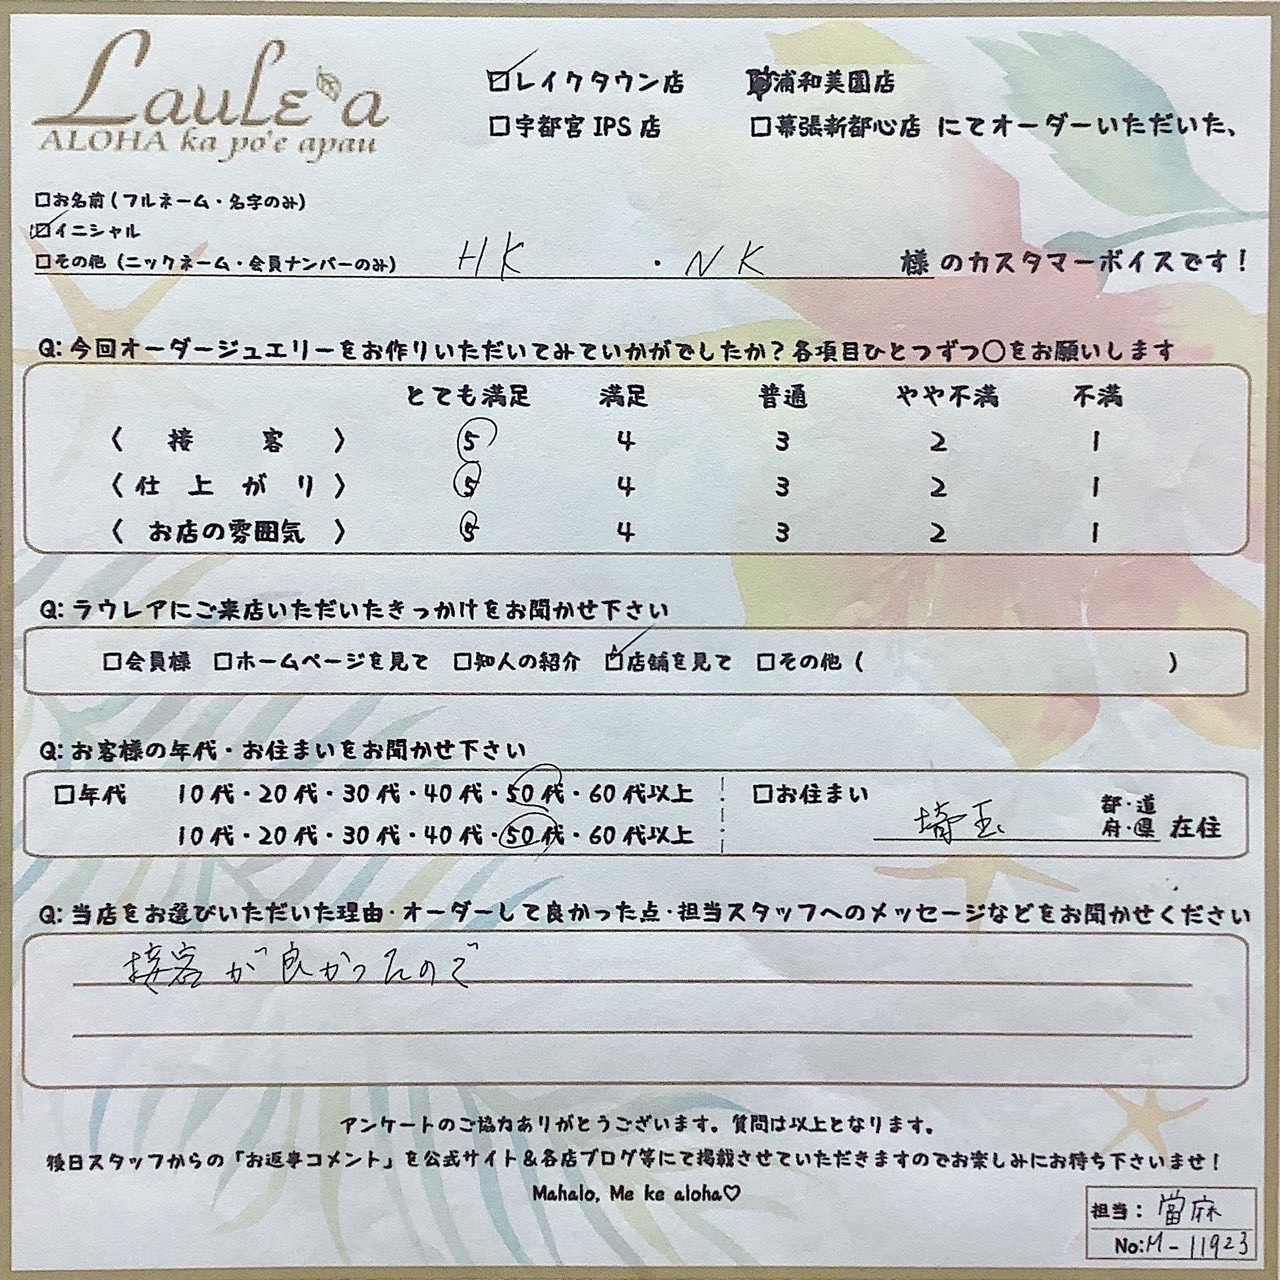 Laule'a
ALOHA ka po'e apau
☑レイクタウン店 浦和美園店
□宇都宮 IPS 店 □幕張新都心店 にてオーダーいただいた、
□お名前(フルネーム・名字のみ)
☑イニシャル
□その他(ニックネーム・会員ナンバーのみ) HK ・NK 様のカスタマーボイスです!
Q:今回オーダージュエリーをお作りいただいてみていかがでしたか?各項目ひとつずつ〇をお願いします
とても満足 満足 普通 やや不満 不満
〈 接 客 〉 5 4 3 2 1
〈仕 上 が り〉 5 4 3 2 1
〈 お店の雰囲気 〉 5 4 3 2 1
Q:ラウレアにご来店いただいたきっかけをお聞かせ下さい
□会員様 □ホームページを見て □知人の紹介 ☑店舗を見て □その他( )
Q:お客様の年代・お住まいをお聞かせ下さい
□年代 10代・20代・30代・40代・50代・60代以上 □お住まい 埼玉 都・道
10代・20代・30代・40代・50代・60代以上 府・県 在住
Q:当店をお選びいただいた理由・オーダーして良かった点・担当スタッフへのメッセージなどをお聞かせください
接客が良かったので
アンケートのご協力ありがとうございます。質問は以上となります。
後日スタッフからの「お返事コメント」を公式サイト&各店ブログ等にて掲載させていただきますのでお楽しみにお待ち下さいませ!
Mahalo, Me ke aloha♡
担当: 當麻
No:M-11923